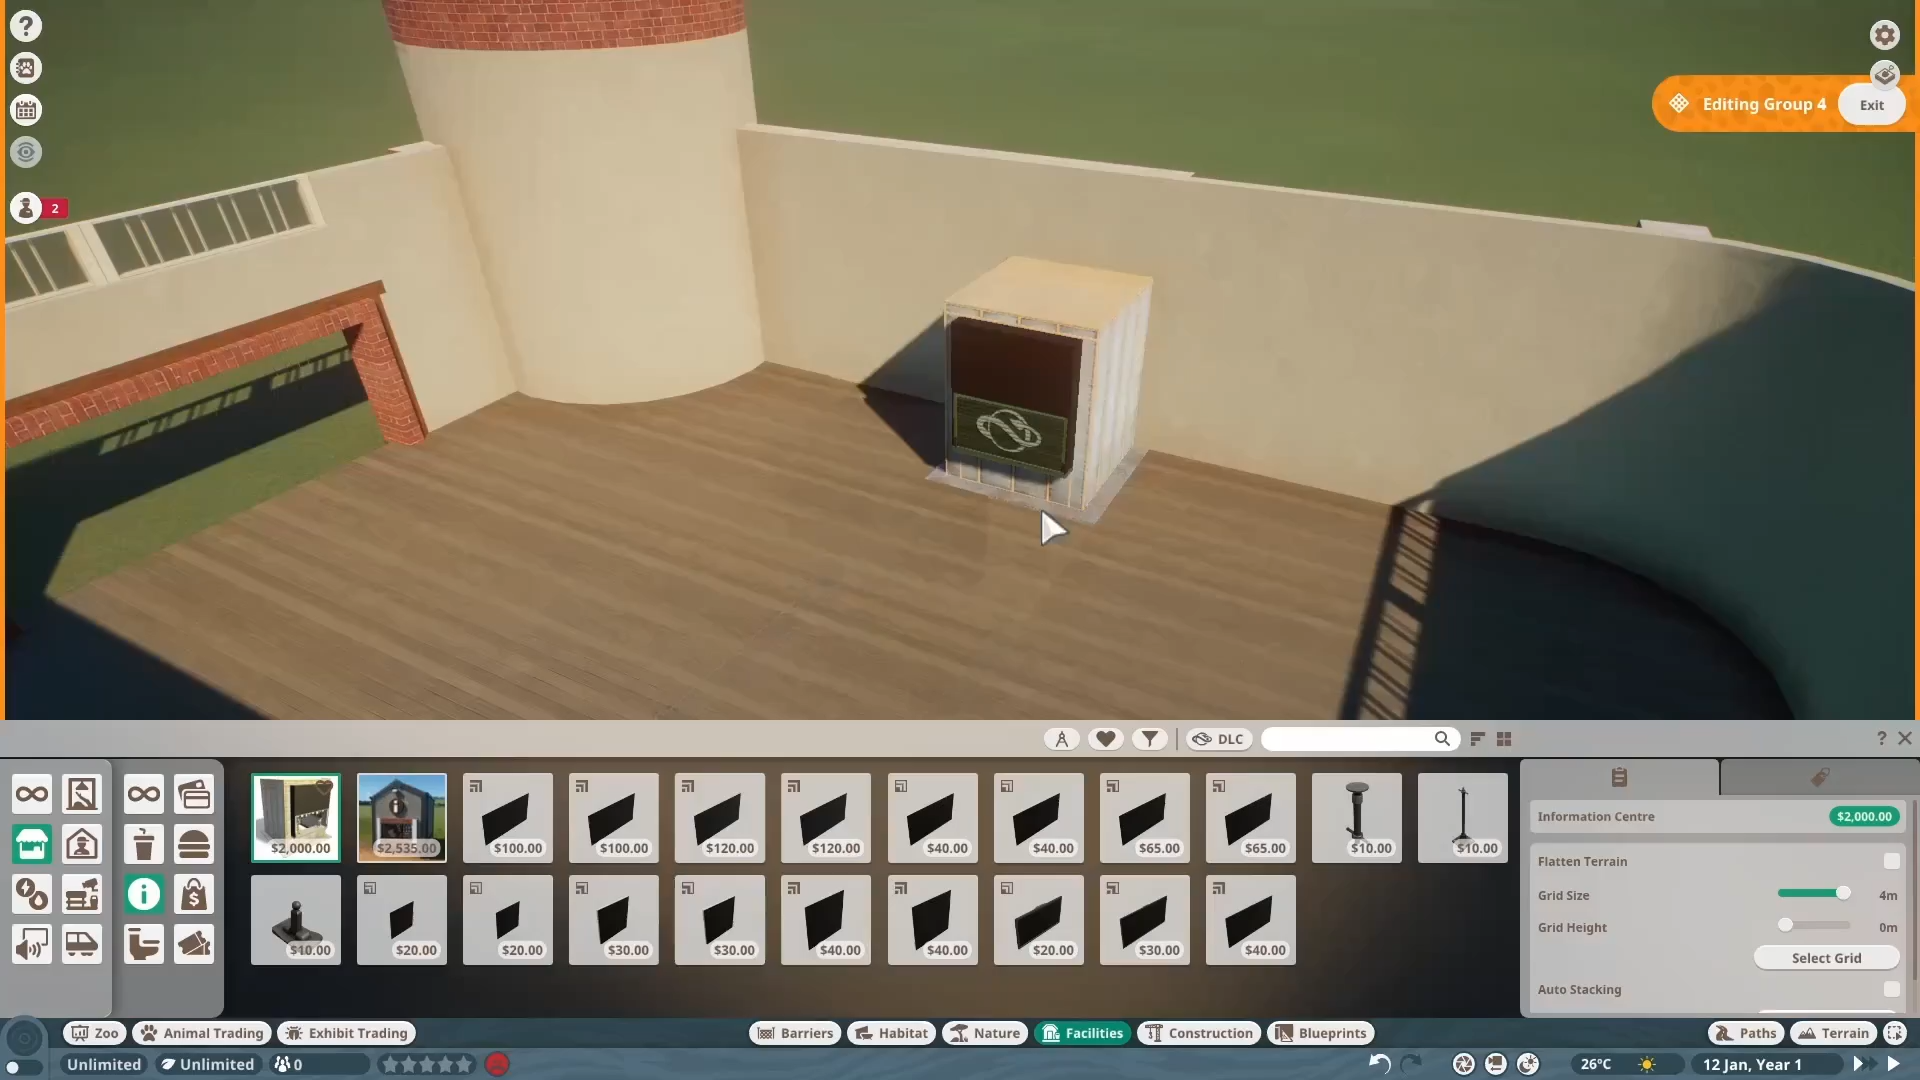 ?
Editing Group 4
Exit
2
DLC
?
$2,000.00
$2,535.00
$100.00
$100.00
$120.00
$120.00
$40.00
$40.00
$65.00
$65.00
$10.00
$10.00
$10.00
$20.00
$20.00
$30.00
$30.00
$40.00
$40.00
$20.00
$30.00
$40.00
Information Centre
$2,000.00
Flatten Terrain
Grid Size
4m
Grid Height
0m
Select Grid
Auto Stacking
Zoo
Animal Trading
Exhibit Trading
Barriers
Habitat
Nature
Facilities
Construction
Blueprints
Paths
Terrain
Unlimited
Unlimited
0
26°C
12 Jan, Year 1